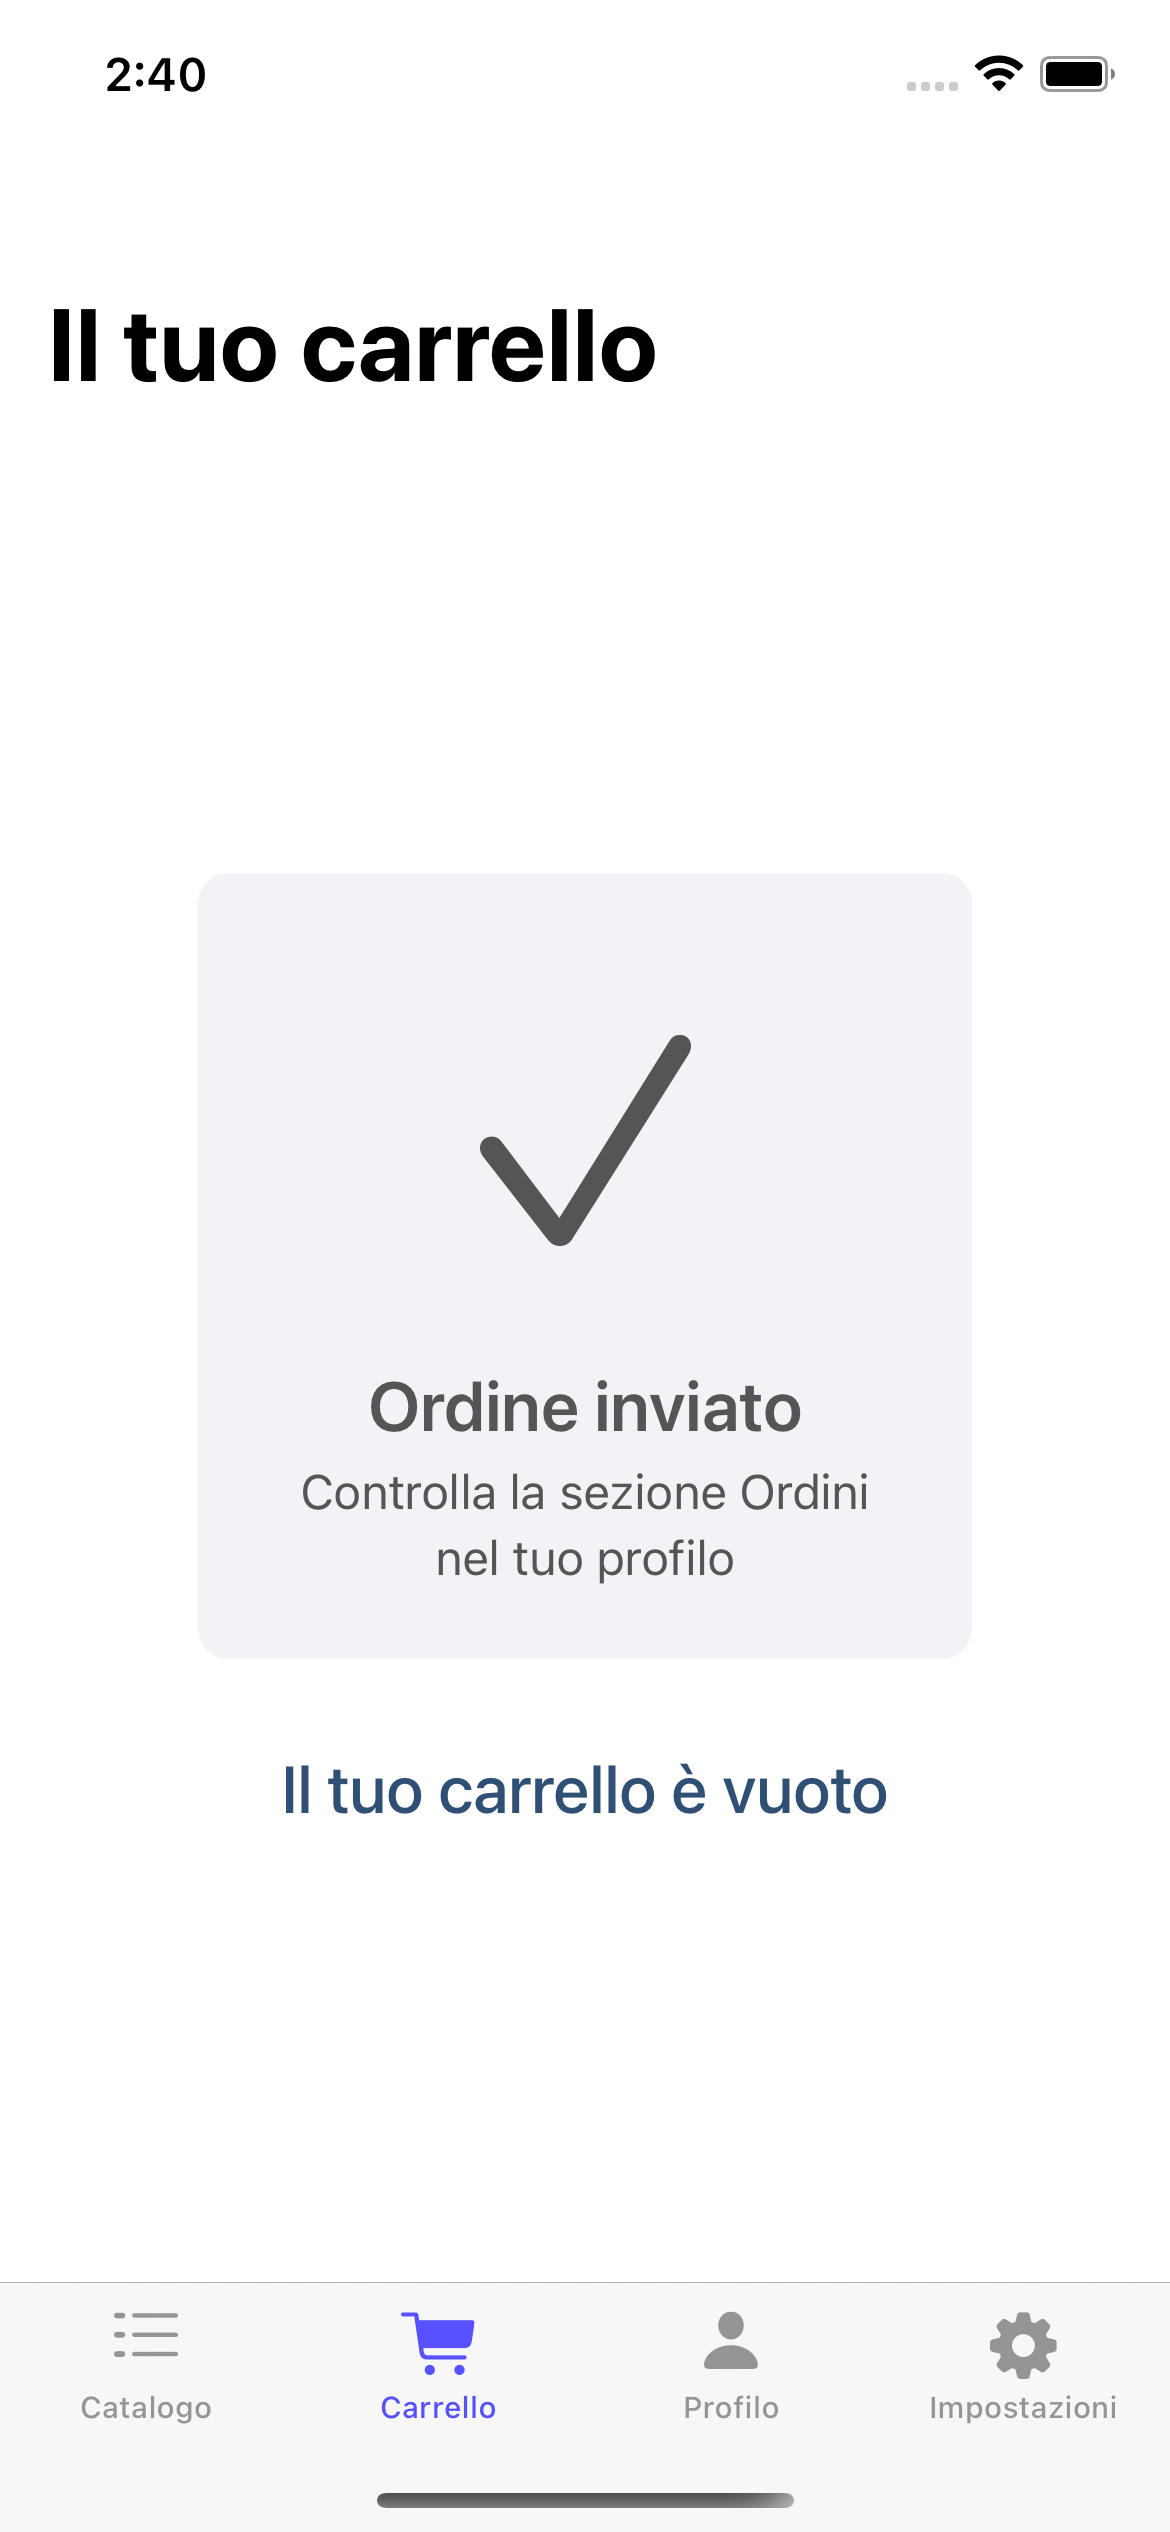 2:40
Il tuo carrello
Ordine inviato
Controlla la sezione Ordini
nel tuo profilo
Il tuo carrello è vuoto
Catalogo
Carrello
Profilo
Impostazioni